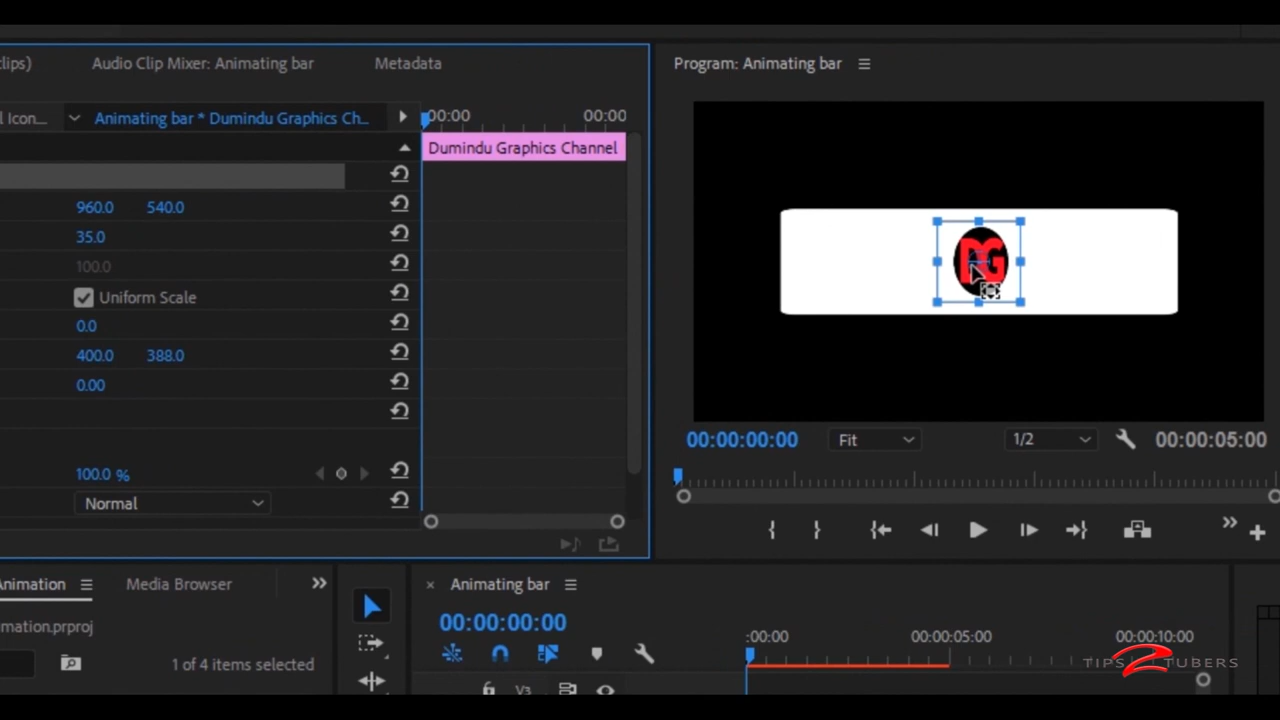 clips)
Audio Clip Mixer: Animating bar
Metadata
Program: Animating bar
l Icon...
Animating bar * Dumindu Graphics Ch...
:00:00
00:00
Dumindu Graphics Channel
960.0 540.0
35.0
100.0
Uniform Scale
0.0
400.0 388.0
0.00
100.0 %
Normal
DG
00:00:00:00
Fit
1/2
00:00:05:00
Animation
Media Browser
mation.prproj
1 of 4 items selected
Animating bar
00:00:00:00
:00:00
00:00:05:00
00:00:10:00
V3
TIPS 2 TUBERS